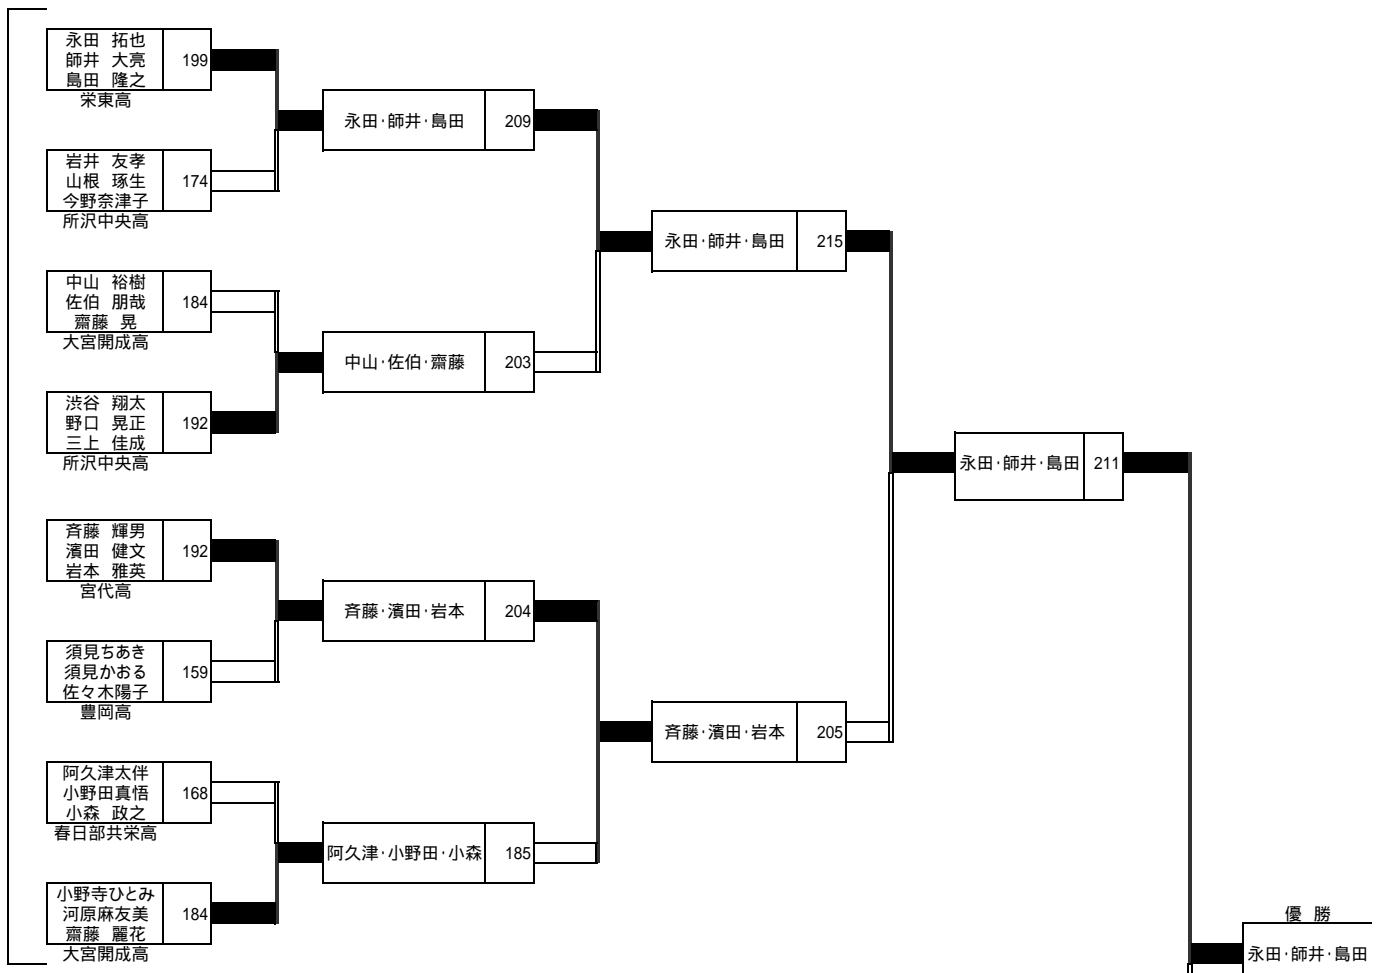 永田 拓也
師井 大亮
島田 隆之
199
栄東高
岩井 友孝
山根 琢生
今野奈津子
174
所沢中央高
中山 裕樹
佐伯 朋哉
齋藤 晃
184
大宮開成高
渋谷 翔太
野口 晃正
三上 佳成
192
所沢中央高
斉藤 輝男
濱田 健文
岩本 雅英
192
宮代高
須見ちあき
須見かおる
佐々木陽子
159
豊岡高
阿久津太伴
小野田真悟
小森 政之
168
春日部共栄高
小野寺ひとみ
河原麻友美
齋藤 麗花
184
大宮開成高
永田・師井・島田 209
中山・佐伯・齋藤 203
斉藤・濱田・岩本 204
阿久津・小野田・小森 185
永田・師井・島田 215
斉藤・濱田・岩本 205
永田・師井・島田 211
優 勝
永田・師井・島田